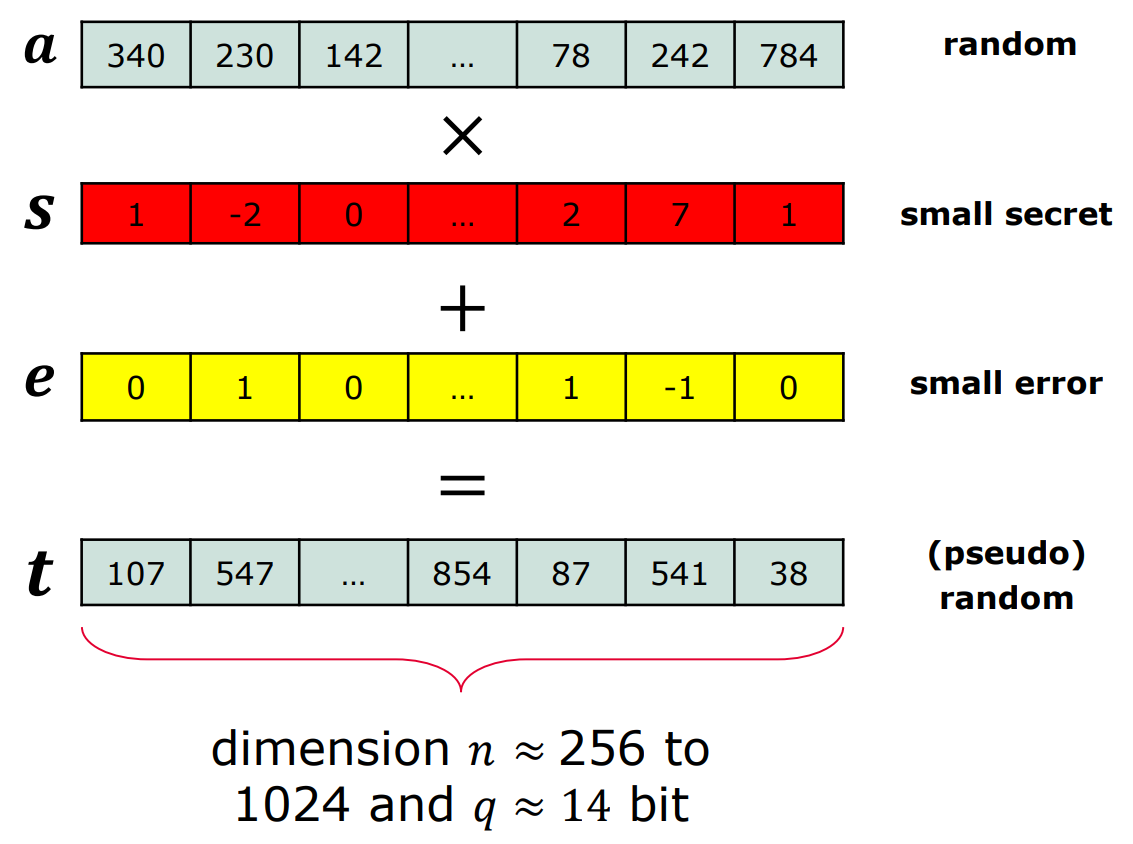 a 340 230 142 … 78 242 784 random
×
s 1 -2 0 … 2 7 1 small secret
+
e 0 1 0 … 1 -1 0 small error
=
t 107 547 … 854 87 541 38 (pseudo)
random
dimension n ≈ 256 to
1024 and q ≈ 14 bit